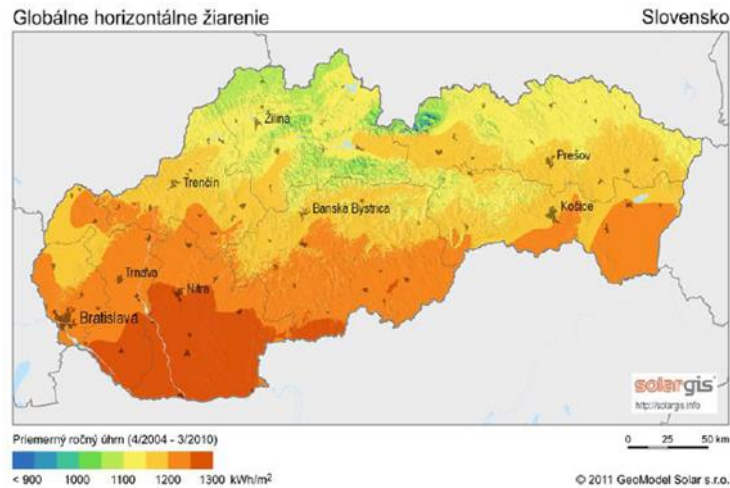 Globálne horizontálne žiarenie
Slovensko
Žilina
Prešov
Trenčín
Banská Bystrica
Košice
Trnava
Nitra
Bratislava
solargis
http://solargis.info
Priemerný ročný úhrn (4/2004 - 3/2010)
0 25 50 km
< 900 1000 1100 1200 1300 kWh/m²
© 2011 GeoModel Solar s.r.o.